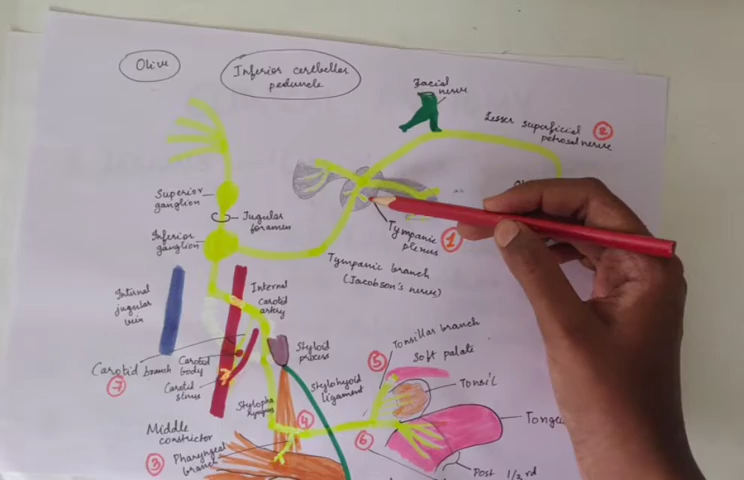 Olive
Inferior cerebellar
peduncle
Facial
nerve
Lesser superficial
petrosal nerve
2
Superior
ganglion
Jugular
foramen
Inferior
ganglion
Tympanic
plexus
1
Tympanic branch
(Jacobson's nerve)
Internal
jugular
vein
Internal
carotid
artery
Carotid branch
7
Carotid
body
Carotid
sinus
Styloid
process
Stylohyoid
ligament
Tonsillar branch
5
Soft palate
Tonsil
4
6
Middle
constrictor
3
Pharyngeal
branch
Post 1/3 rd